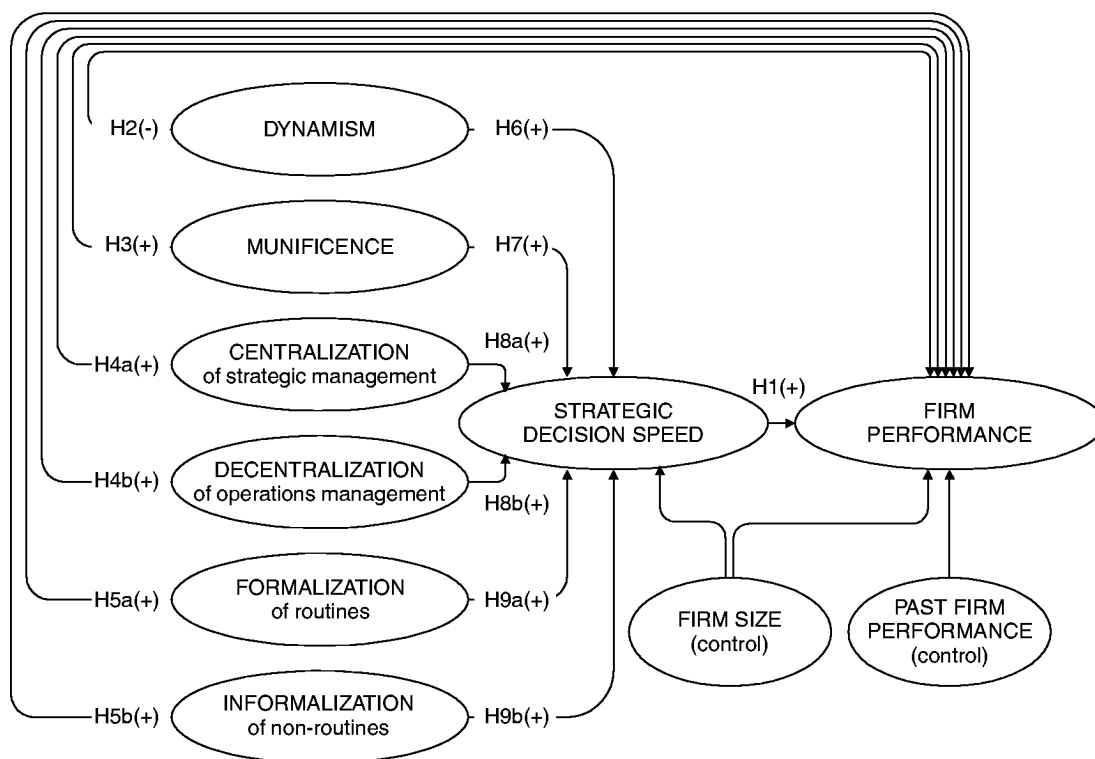 H2(-) DYNAMISM H6(+)
H3(+) MUNIFICENCE H7(+)
H8a(+)
H4a(+) CENTRALIZATION
of strategic management
H1(+)
STRATEGIC
DECISION SPEED
FIRM
PERFORMANCE
H4b(+) DECENTRALIZATION
of operations management
H8b(+)
H5a(+) FORMALIZATION
of routines
H9a(+)
FIRM SIZE
(control)
PAST FIRM
PERFORMANCE
(control)
H5b(+) INFORMALIZATION
of non-routines
H9b(+)